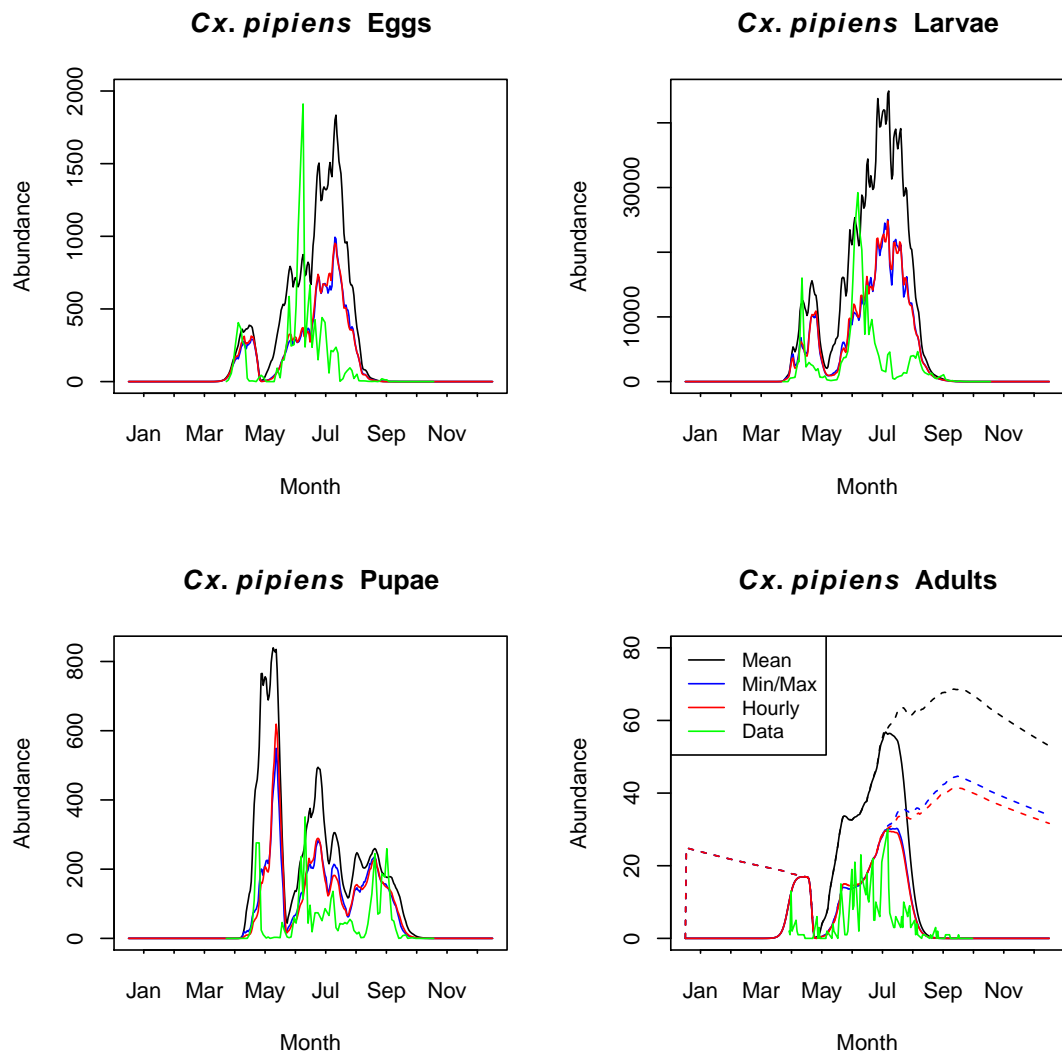 Cx. pipiens Eggs
Abundance
2000
1500
1000
500
0
Jan Mar May Jul Sep Nov
Month
Cx. pipiens Larvae
Abundance
30000
10000
0
Jan Mar May Jul Sep Nov
Month
Cx. pipiens Pupae
Abundance
800
600
400
200
0
Jan Mar May Jul Sep Nov
Month
Cx. pipiens Adults
Abundance
80
60
40
20
0
Mean
Min/Max
Hourly
Data
Jan Mar May Jul Sep Nov
Month